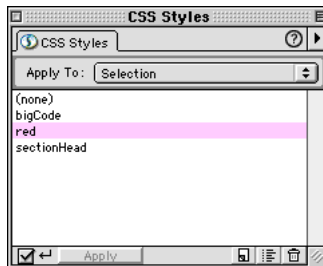 CSS Styles
CSS Styles
Apply To: Selection
(none)
bigCode
red
sectionHead
Apply